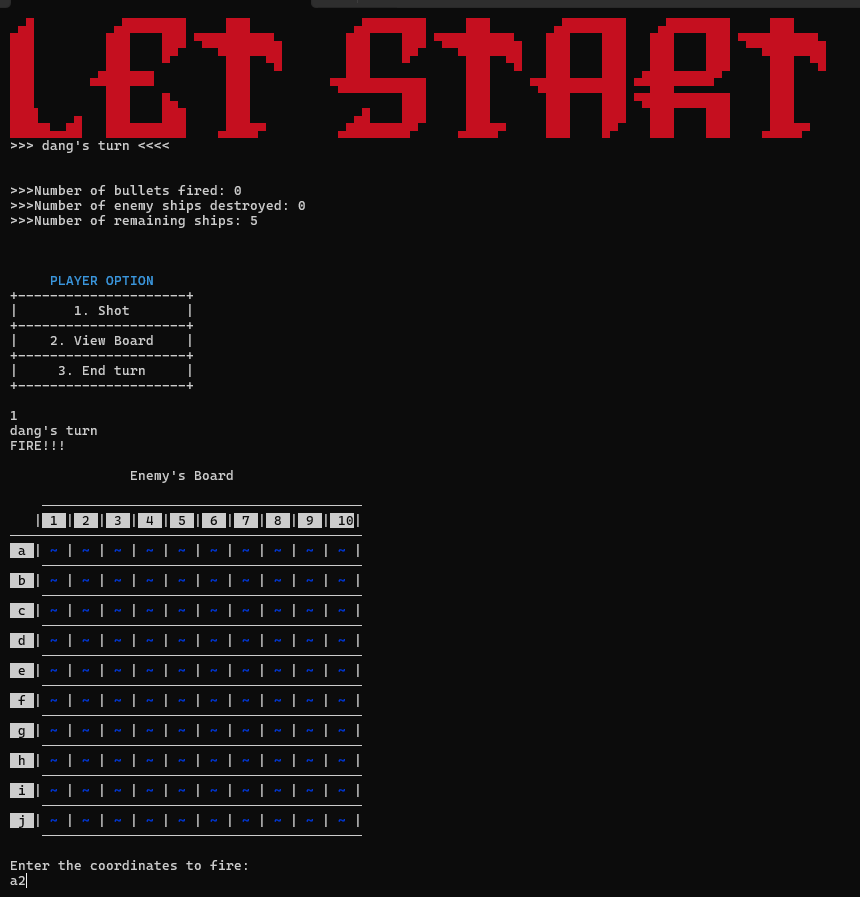 LET START
>>> dang's turn <<<<
>>>Number of bullets fired: 0
>>>Number of enemy ships destroyed: 0
>>>Number of remaining ships: 5
PLAYER OPTION
+---------------------+
| 1. Shot |
+---------------------+
| 2. View Board |
+---------------------+
| 3. End turn |
+---------------------+
1
dang's turn
FIRE!!!
Enemy's Board
| 1 | 2 | 3 | 4 | 5 | 6 | 7 | 8 | 9 | 10|
a | ~ | ~ | ~ | ~ | ~ | ~ | ~ | ~ | ~ | ~ |
b | ~ | ~ | ~ | ~ | ~ | ~ | ~ | ~ | ~ | ~ |
c | ~ | ~ | ~ | ~ | ~ | ~ | ~ | ~ | ~ | ~ |
d | ~ | ~ | ~ | ~ | ~ | ~ | ~ | ~ | ~ | ~ |
e | ~ | ~ | ~ | ~ | ~ | ~ | ~ | ~ | ~ | ~ |
f | ~ | ~ | ~ | ~ | ~ | ~ | ~ | ~ | ~ | ~ |
g | ~ | ~ | ~ | ~ | ~ | ~ | ~ | ~ | ~ | ~ |
h | ~ | ~ | ~ | ~ | ~ | ~ | ~ | ~ | ~ | ~ |
i | ~ | ~ | ~ | ~ | ~ | ~ | ~ | ~ | ~ | ~ |
j | ~ | ~ | ~ | ~ | ~ | ~ | ~ | ~ | ~ | ~ |
Enter the coordinates to fire:
a2